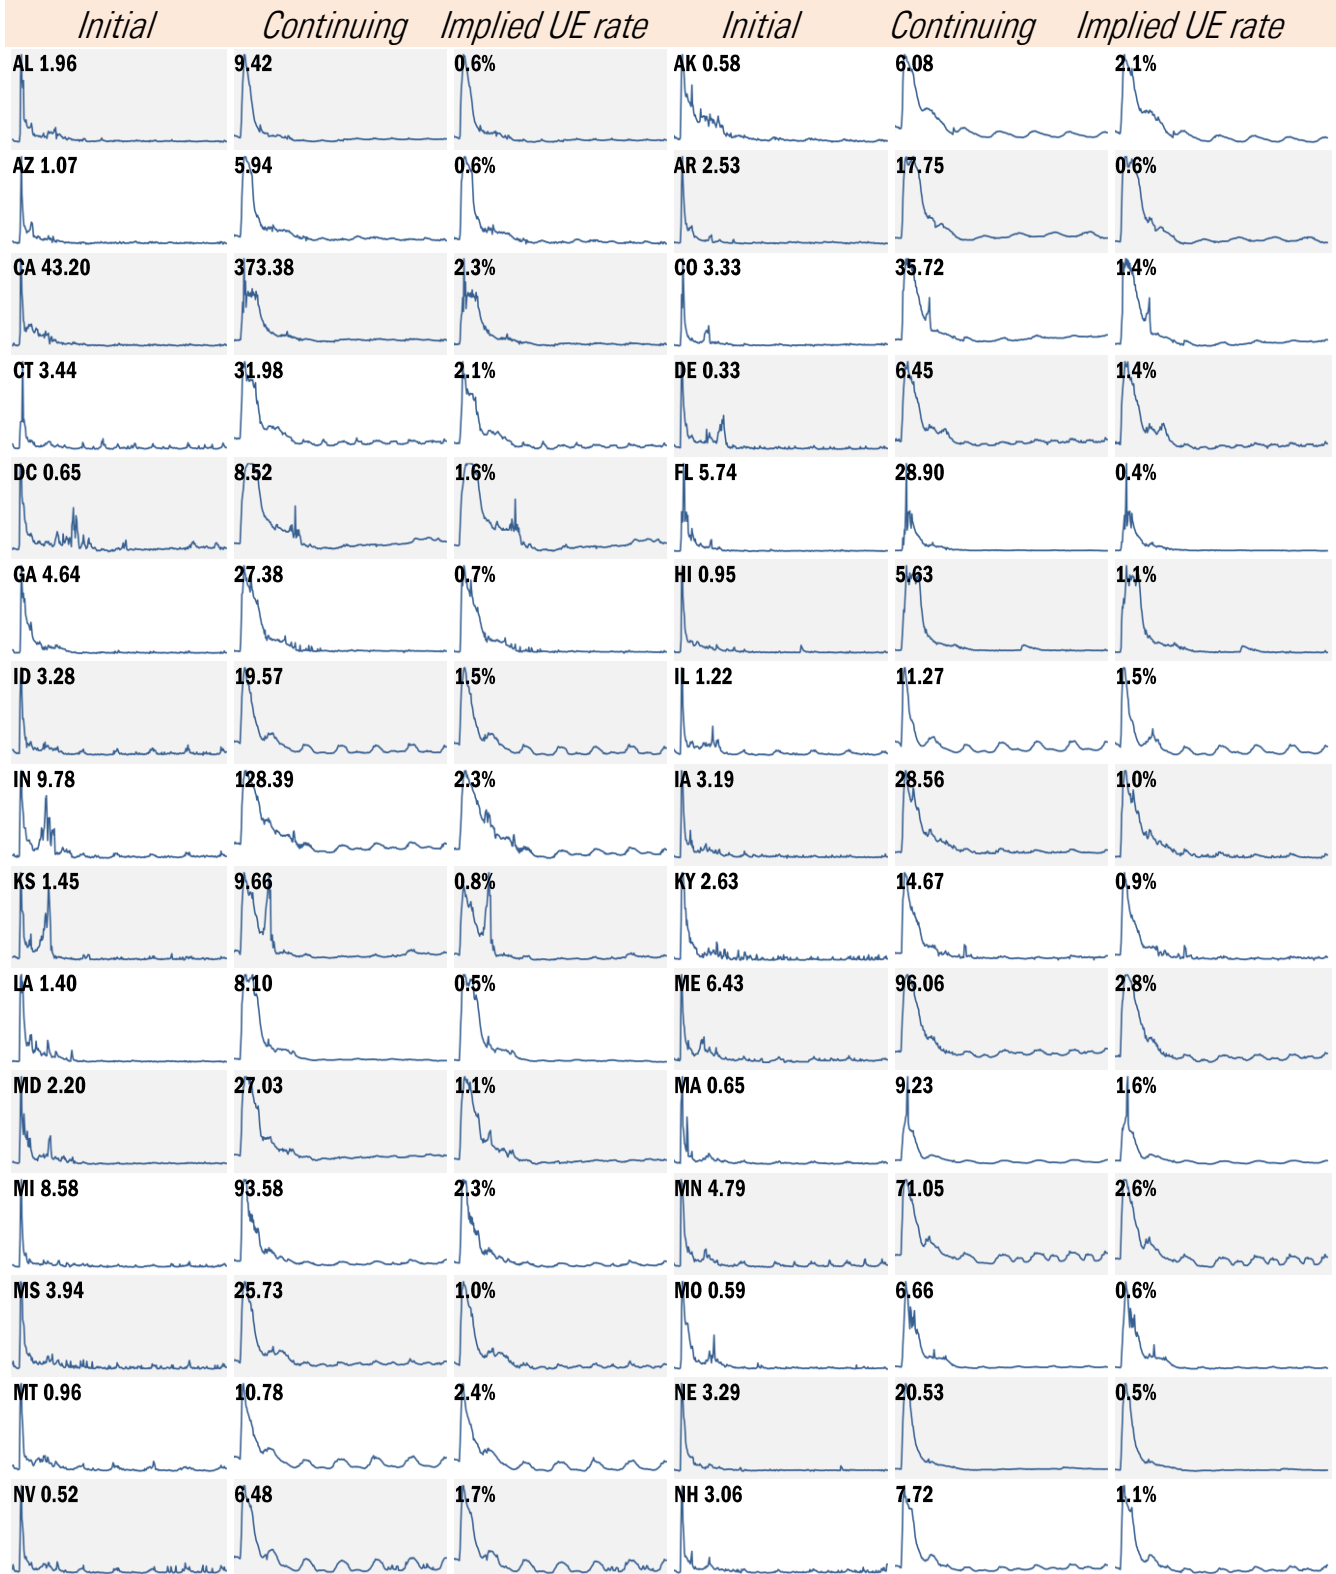 Initial Continuing Implied UE rate Initial Continuing Implied UE rate
AL 1.96 9.42 0.6% AK 0.58 6.08 2.1%
AZ 1.07 5.94 0.6% AR 2.53 17.75 0.6%
CA 43.20 373.38 2.3% CO 3.33 35.72 1.4%
CT 3.44 31.98 2.1% DE 0.33 6.45 1.4%
DC 0.65 8.52 1.6% FL 5.74 28.90 0.4%
GA 4.64 27.38 0.7% HI 0.95 5.63 1.1%
ID 3.28 19.57 1.5% IL 1.22 11.27 1.5%
IN 9.78 128.39 2.3% IA 3.19 28.56 1.0%
KS 1.45 9.66 0.8% KY 2.63 14.67 0.9%
LA 1.40 8.10 0.5% ME 6.43 96.06 2.8%
MD 2.20 27.03 1.1% MA 0.65 9.23 1.6%
MI 8.58 93.58 2.3% MN 4.79 71.05 2.6%
MS 3.94 25.73 1.0% MO 0.59 6.66 0.6%
MT 0.96 10.78 2.4% NE 3.29 20.53 0.5%
NV 0.52 6.48 1.7% NH 3.06 7.72 1.1%